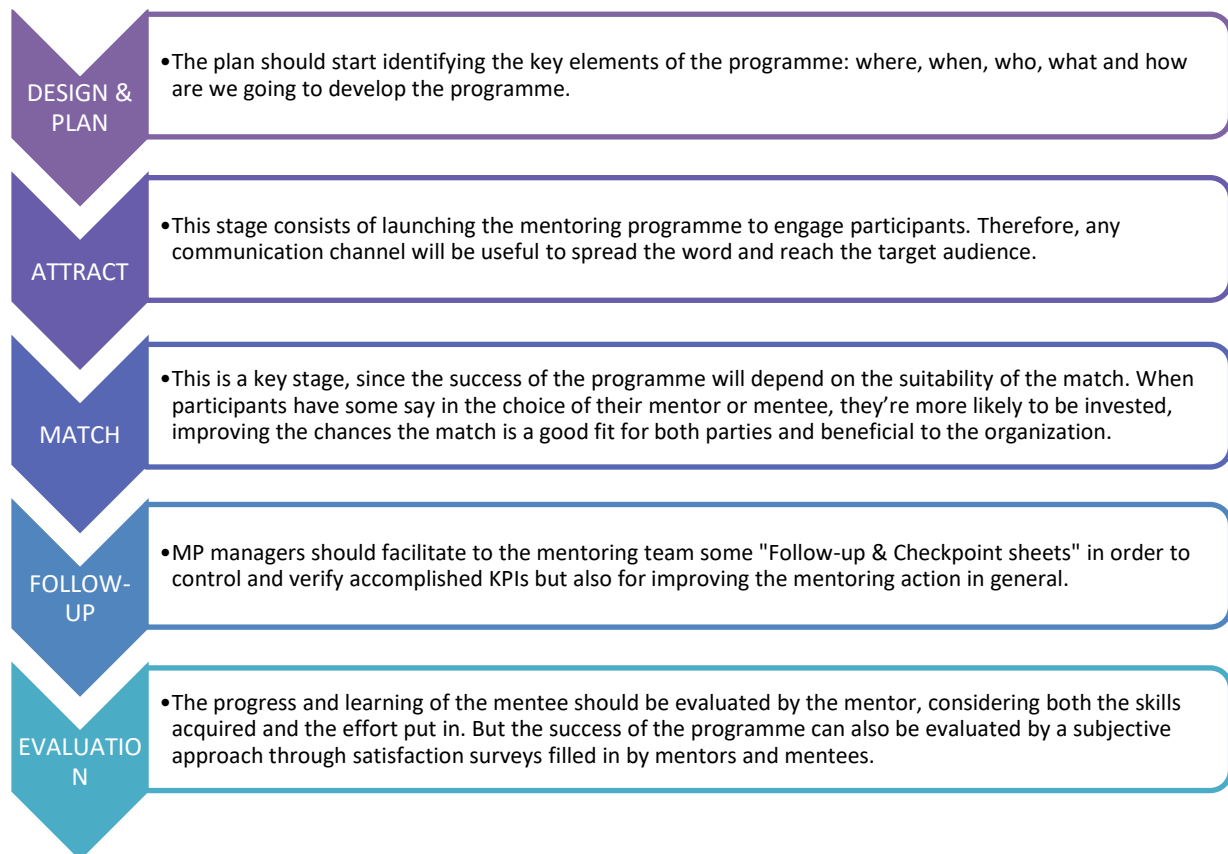 DESIGN &
PLAN
•The plan should start identifying the key elements of the programme: where, when, who, what and how
are we going to develop the programme.
ATTRACT
•This stage consists of launching the mentoring programme to engage participants. Therefore, any
communication channel will be useful to spread the word and reach the target audience.
MATCH
•This is a key stage, since the success of the programme will depend on the suitability of the match. When
participants have some say in the choice of their mentor or mentee, they’re more likely to be invested,
improving the chances the match is a good fit for both parties and beneficial to the organization.
FOLLOW-
UP
•MP managers should facilitate to the mentoring team some "Follow-up & Checkpoint sheets" in order to
control and verify accomplished KPIs but also for improving the mentoring action in general.
EVALUATIO
N
•The progress and learning of the mentee should be evaluated by the mentor, considering both the skills
acquired and the effort put in. But the success of the programme can also be evaluated by a subjective
approach through satisfaction surveys filled in by mentors and mentees.